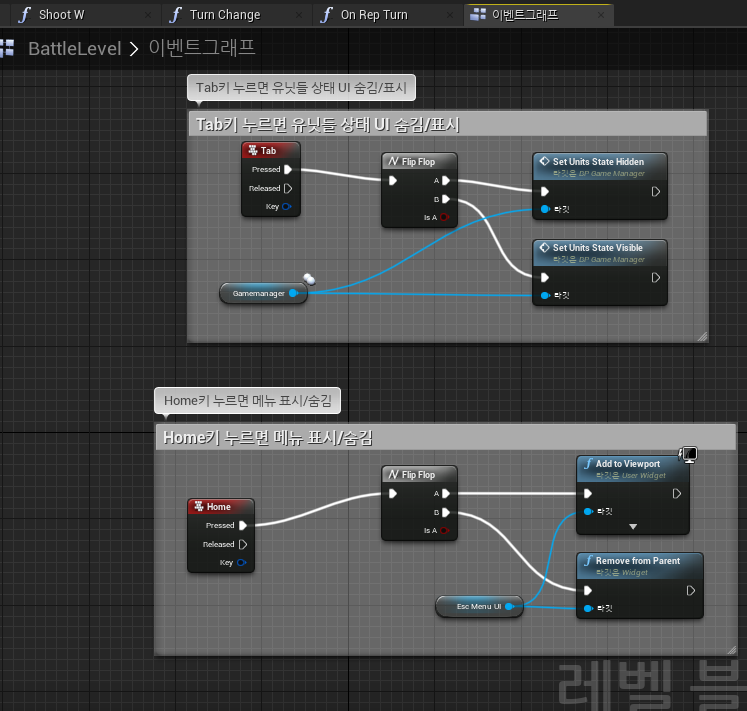 Shoot W
Turn Change
On Rep Turn
이벤트그래프
BattleLevel > 이벤트그래프
Tab키 누르면 유닛들 상태 UI 숨김/표시
Tab키 누르면 유닛들 상태 UI 숨김/표시
Tab
Pressed
Released
Key
Flip Flop
A
B
Is A
Set Units State Hidden
타깃은 BP Game Manager
타깃
Set Units State Visible
타깃은 BP Game Manager
타깃
Gamemanager
Home키 누르면 메뉴 표시/숨김
Home키 누르면 메뉴 표시/숨김
Home
Pressed
Released
Key
Flip Flop
A
B
Is A
Add to Viewport
타깃은 User Widget
타깃
Remove from Parent
타깃은 Widget
타깃
Esc Menu UI
레벨 블